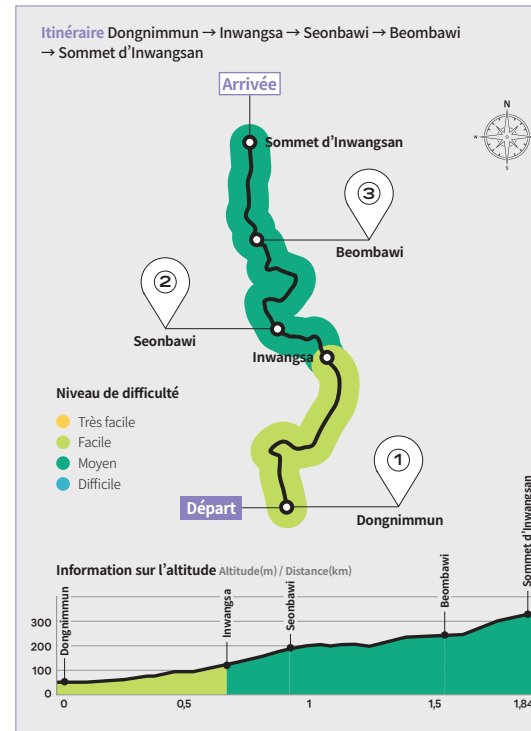 Itinéraire Dongnimmun → Inwangsa → Seonbawi → Beombawi
→ Sommet d'Inwangsan
Arrivée
N
W
S
Sommet d'Inwangsan
3
Beombawi
2
Seonbawi
Inwangsa
Niveau de difficulté
Très facile
Facile
Moyen
Difficile
1
Départ
Dongnimmun
Information sur l'altitude Altitude(m) / Distance(km)
Dongnimmun
Inwangsa
Seonbawi
Beombawi
Sommet d'Inwangsan
300
200
100
0
0
0,5
1
1,5
1,84